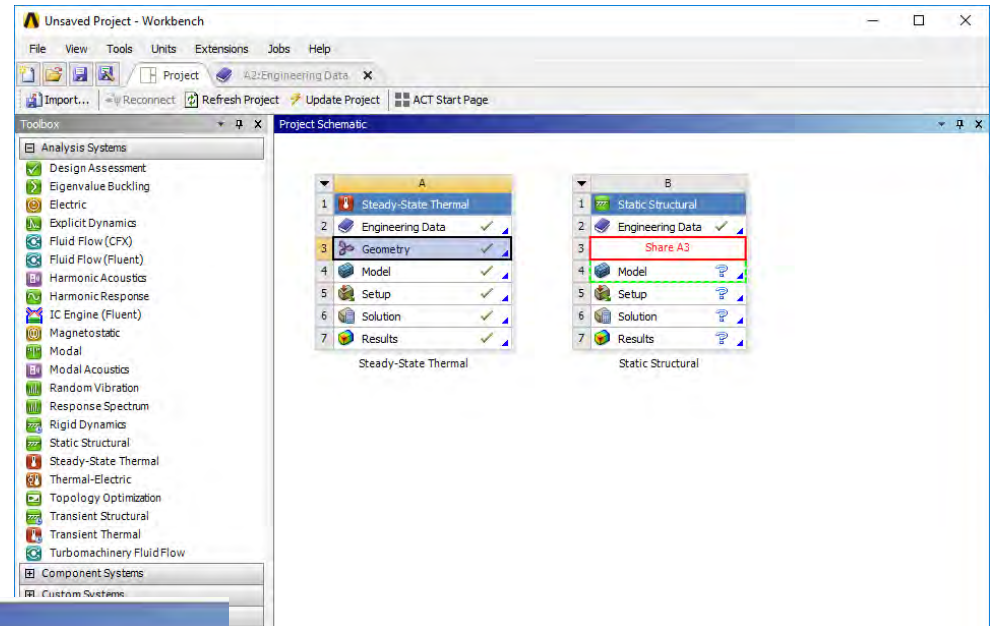 Unsaved Project - Workbench
File View Tools Units Extensions Jobs Help
Project A2:Engineering Data
Import... Reconnect Refresh Project Update Project ACT Start Page
Toolbox
Project Schematic
Analysis Systems
Design Assessment
Eigenvalue Buckling
Electric
Explicit Dynamics
Fluid Flow (CFX)
Fluid Flow (Fluent)
Harmonic Acoustics
Harmonic Response
IC Engine (Fluent)
Magnetostatic
Modal
Modal Acoustics
Random Vibration
Response Spectrum
Rigid Dynamics
Static Structural
Steady-State Thermal
Thermal-Electric
Topology Optimization
Transient Structural
Transient Thermal
Turbomachinery Fluid Flow
Component Systems
Custom Systems
A
1 Steady-State Thermal
2 Engineering Data
3 Geometry
4 Model
5 Setup
6 Solution
7 Results
Steady-State Thermal
B
1 Static Structural
2 Engineering Data
3 Share A3
4 Model
5 Setup
6 Solution
7 Results
Static Structural